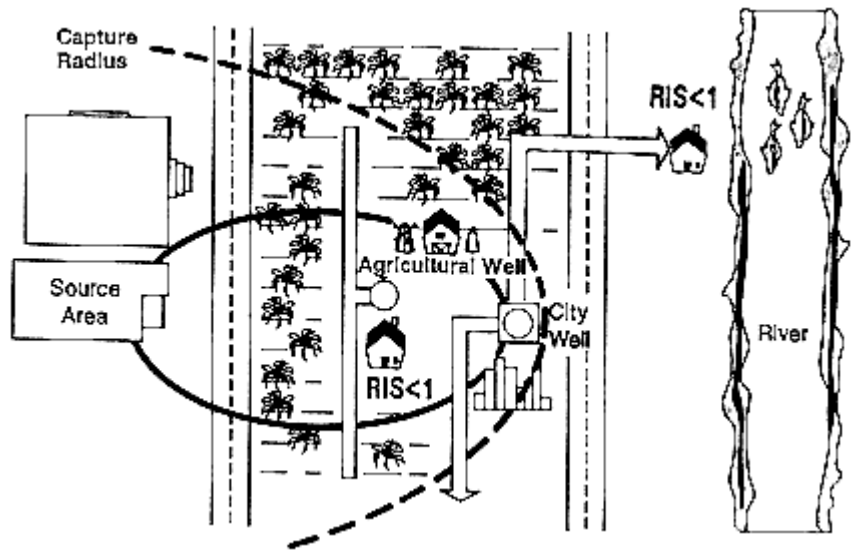 Capture
Radius
RIS<1
Agricultural Well
Source
Area
City
Well
River
RIS<1